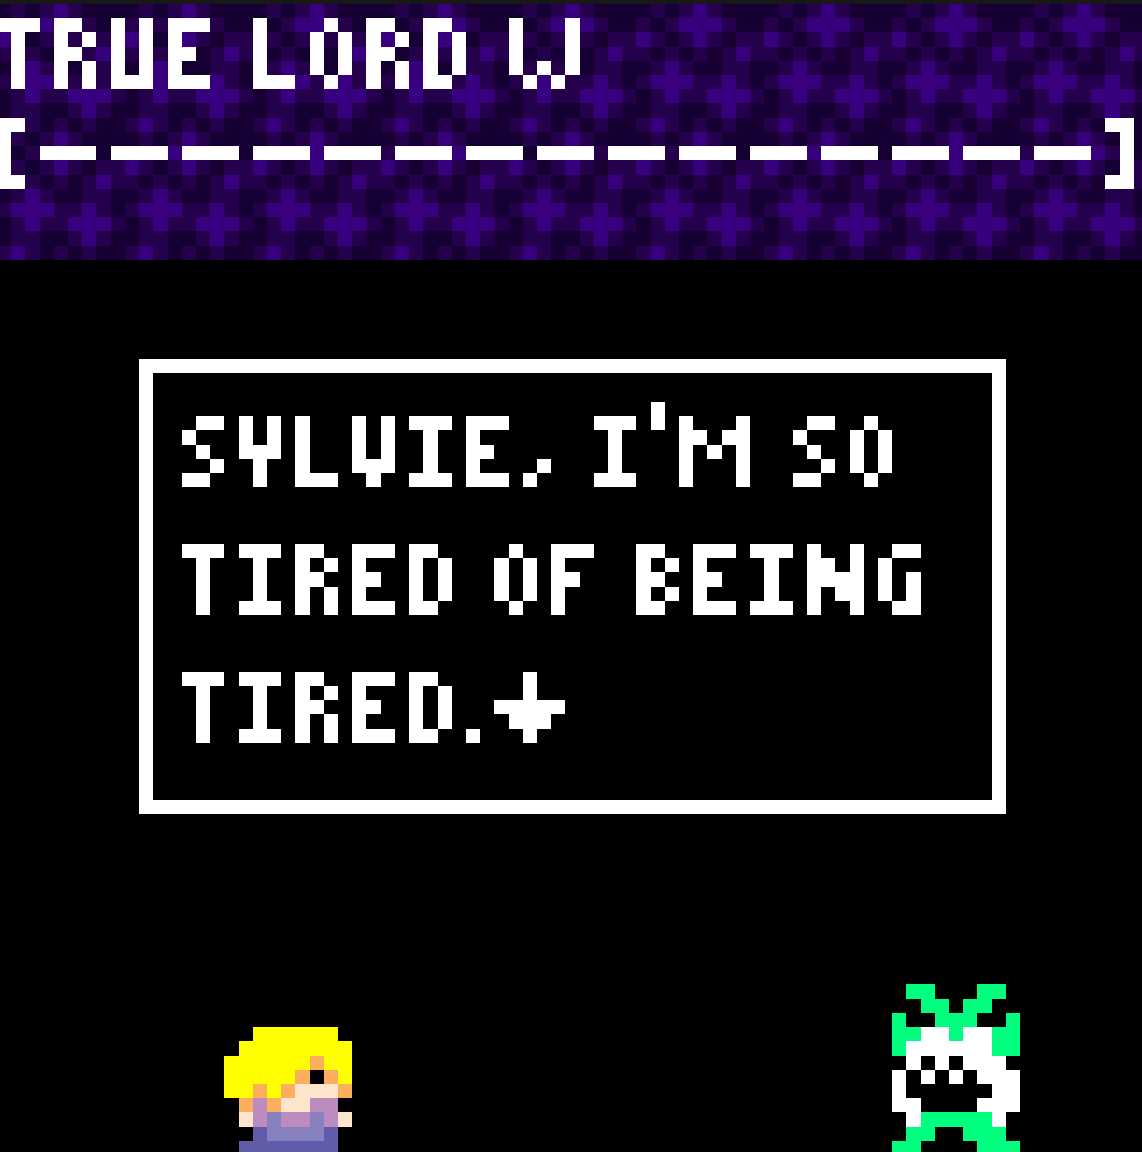 TRUE LORD W
[---------------]
SYLVIE, I'M SO
TIRED OF BEING
TIRED.